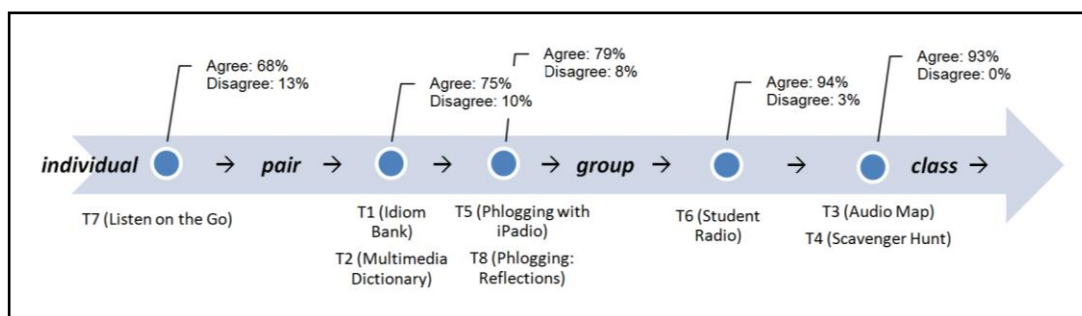 Agree: 68%
Disagree: 13%
Agree: 75%
Disagree: 10%
Agree: 79%
Disagree: 8%
Agree: 94%
Disagree: 3%
Agree: 93%
Disagree: 0%
individual → pair → → → group → → class →
T7 (Listen on the Go)
T1 (Idiom
Bank)
T2 (Multimedia
Dictionary)
T5 (Phlogging with
iPadio)
T8 (Phlogging:
Reflections)
T6 (Student
Radio)
T3 (Audio Map)
T4 (Scavenger Hunt)